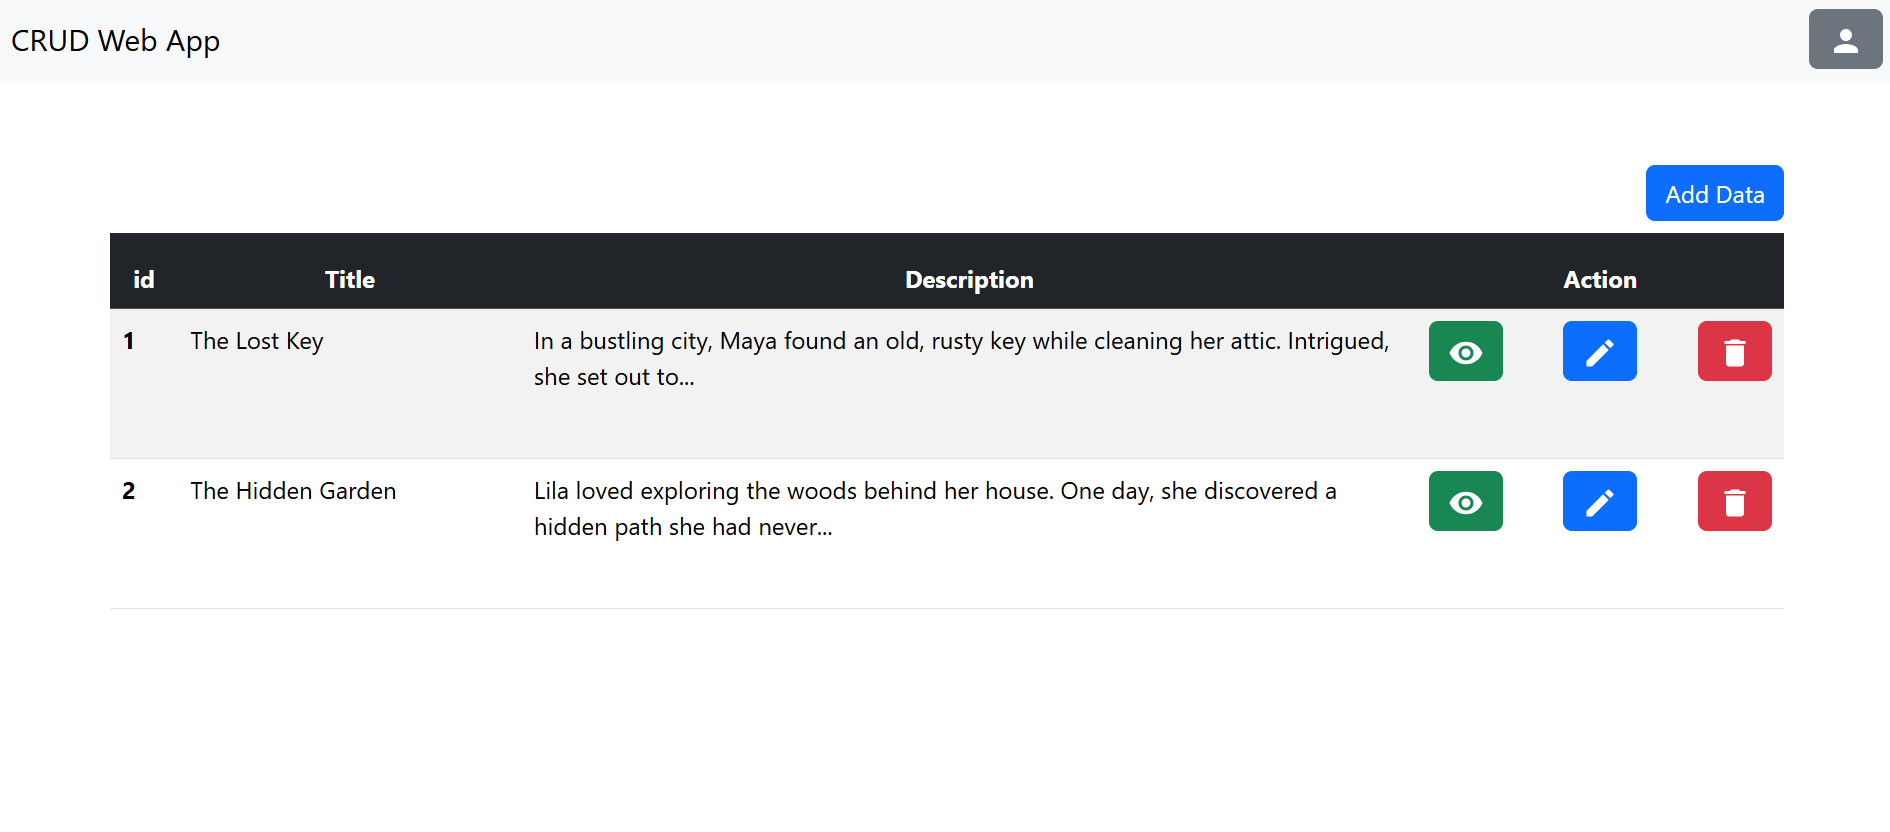 CRUD Web App
Add Data
id Title Description Action
1 The Lost Key In a bustling city, Maya found an old, rusty key while cleaning her attic. Intrigued,
she set out to...
2 The Hidden Garden Lila loved exploring the woods behind her house. One day, she discovered a
hidden path she had never...